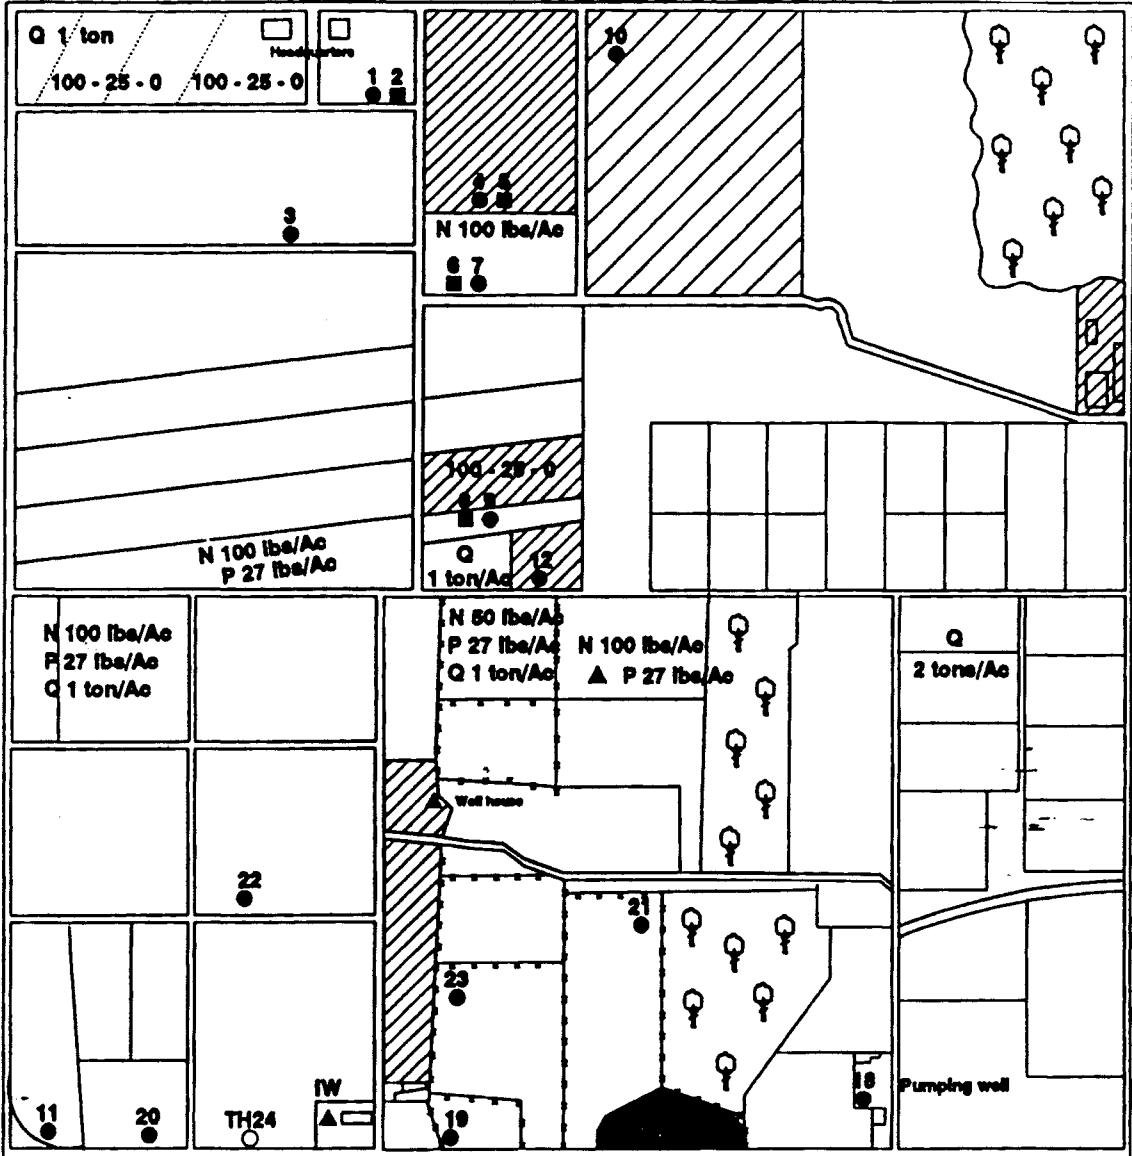 Q 1 ton
Headquarters
100 - 25 - 0
100 - 25 - 0
1 2
10
3
5
N 100 lbs/Ac
6 7
100 - 25 - 0
N 100 lbs/Ac
P 27 lbs/Ac
Q
1 ton/Ac
12
N 100 lbs/Ac
P 27 lbs/Ac
Q 1 ton/Ac
N 50 lbs/Ac
P 27 lbs/Ac
Q 1 ton/Ac
N 100 lbs/Ac
P 27 lbs/Ac
Q
2 tons/Ac
Well house
22
21
23
IW
11
20
TH24
19
18
Pumping well